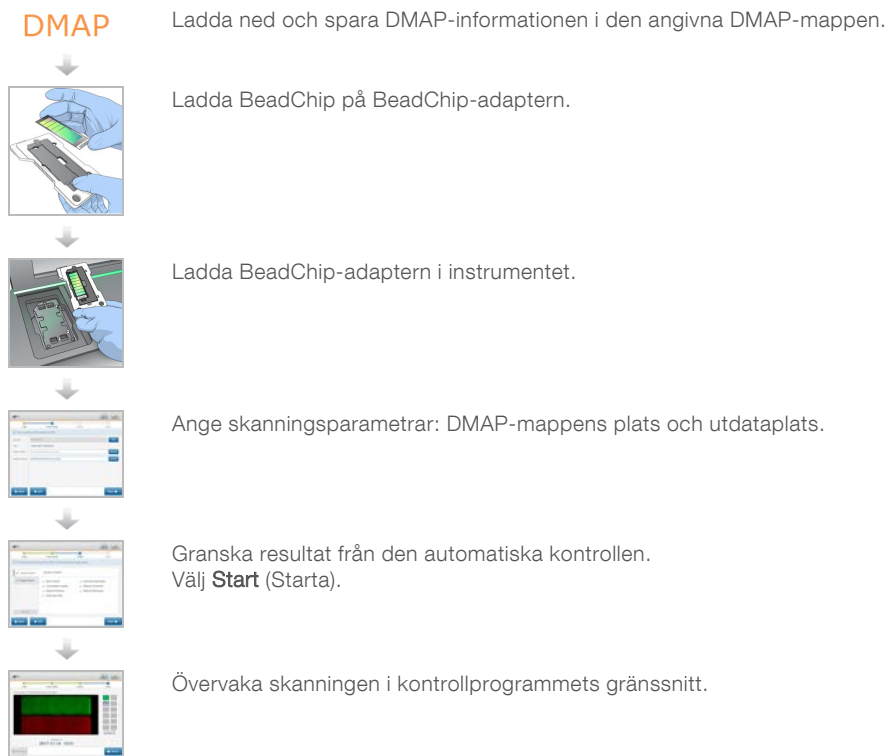 DMAP
Ladda ned och spara DMAP-informationen i den angivna DMAP-mappen.
Ladda BeadChip på BeadChip-adaptern.
Ladda BeadChip-adaptern i instrumentet.
Ange skanningsparametrar: DMAP-mappens plats och utdataplats.
Granska resultat från den automatiska kontrollen.
Välj Start (Starta).
Övervaka skanningen i kontrollprogrammets gränssnitt.